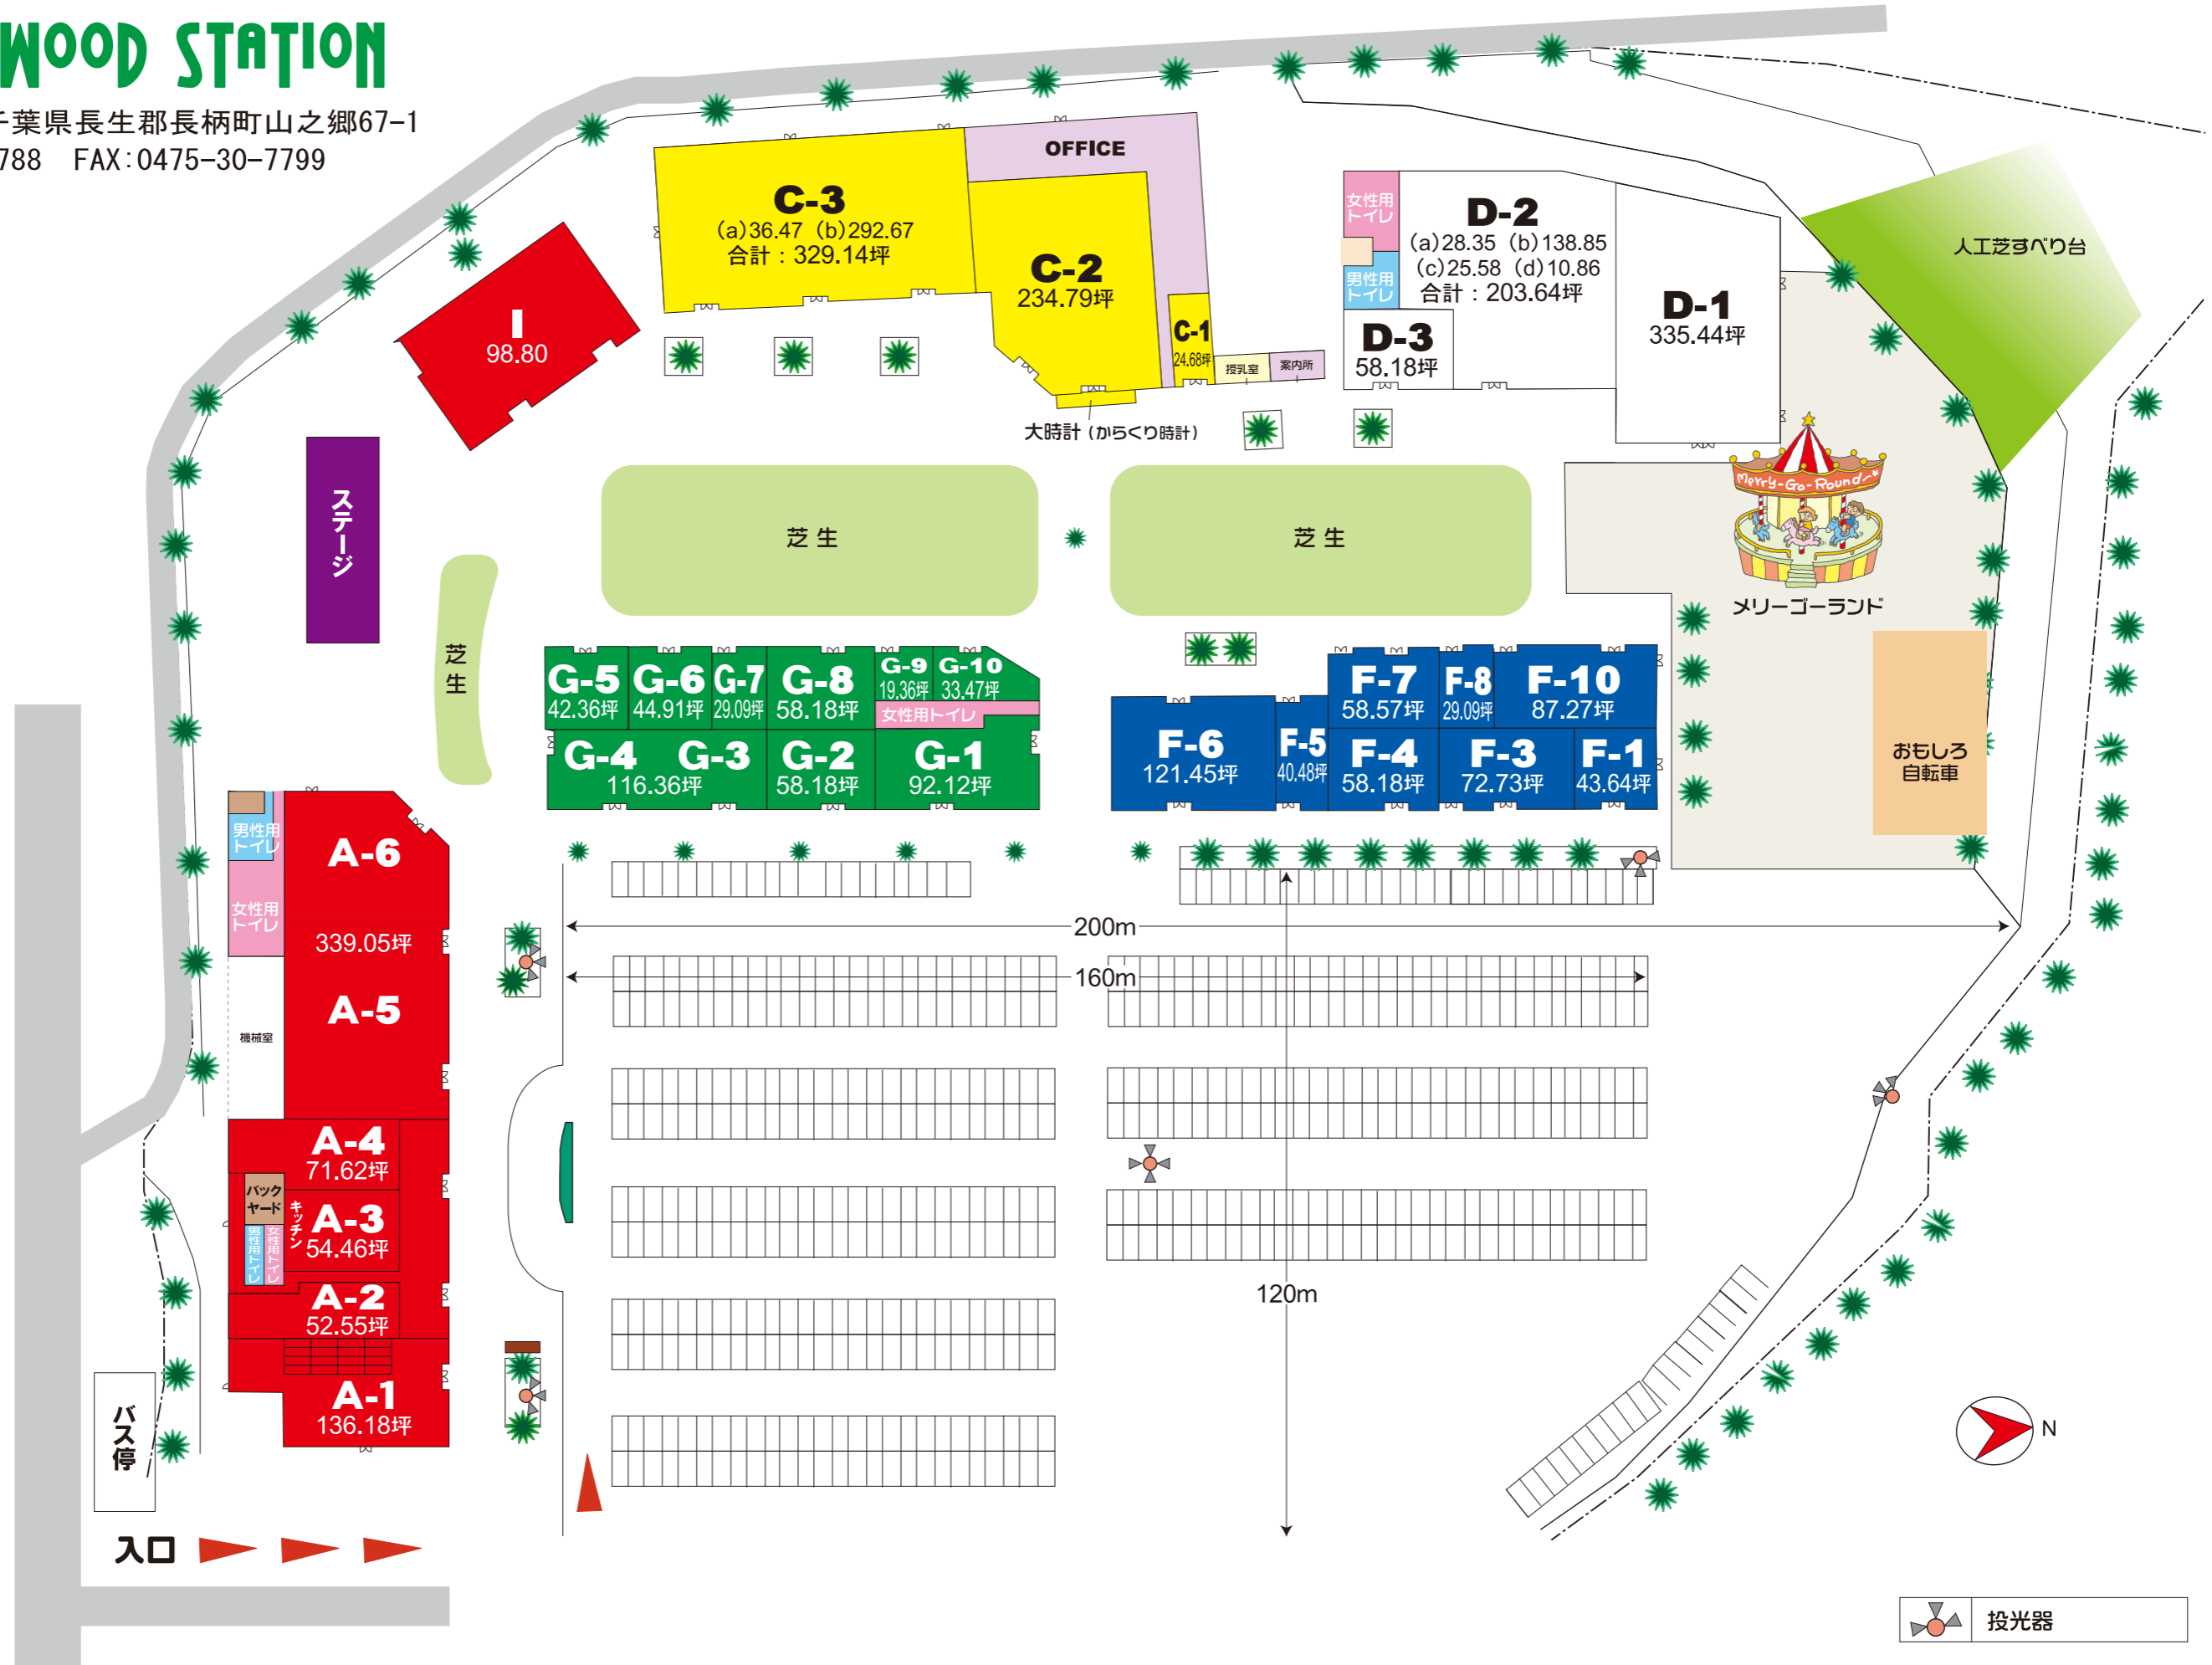 WOOD STATION
千葉県長生郡長柄町山之郷67-1
788 FAX:0475-30-7799
OFFICE
C-3
(a)36.47 (b)292.67
合計：329.14坪
C-2
234.79坪
C-1
24.68坪
授乳室
案内所
大時計（からくり時計）
女性用
トイレ
男性用
トイレ
D-2
(a)28.35 (b)138.85
(c)25.58 (d)10.86
合計：203.64坪
D-3
58.18坪
D-1
335.44坪
人工芝すべり台
I
98.80
ステージ
芝生
芝生
芝生
Merry-Go-Round
メリーゴーランド
おもしろ
自転車
G-5
42.36坪
G-6
44.91坪
G-7
29.09坪
G-8
58.18坪
G-9
19.36坪
G-10
33.47坪
女性用トイレ
G-4 G-3
116.36坪
G-2
58.18坪
G-1
92.12坪
F-7
58.57坪
F-8
29.09坪
F-10
87.27坪
F-6
121.45坪
F-5
40.48坪
F-4
58.18坪
F-3
72.73坪
F-1
43.64坪
男性用
トイレ
女性用
トイレ
A-6
339.05坪
A-5
機械室
A-4
71.62坪
バック
ヤード
キッチン
男性用トイレ
女性用トイレ
A-3
54.46坪
A-2
52.55坪
A-1
136.18坪
200m
160m
120m
バス停
入口
N
投光器